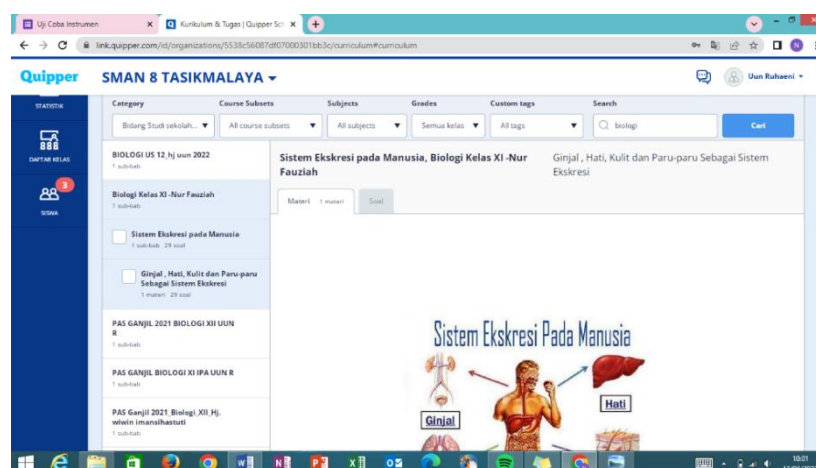 Uji Coba Instrumen
Kurikulum & Tugas | Quipper Sch
link.quipper.com/id/organizations/5538c56087df07000301bb3c/curriculum#curriculum
N
Quipper
SMAN 8 TASIKMALAYA
Uun Ruhaeni
STATISTIK
DAFTAR KELAS
3
SISWA
Category Course Subsets Subjects Grades Custom tags Search
Bidang Studi sekolah... All course subsets All subjects Semua kelas All tags biologi Cari
BIOLOGI US 12_hj uun 2022
1 sub-bab
Biologi Kelas XI -Nur Fauziah
1 sub-bab
Sistem Ekskresi pada Manusia
1 sub-bab 29 soal
Ginjal , Hati, Kulit dan Paru-paru
Sebagai Sistem Ekskresi
1 materi 29 soal
PAS GANJIL 2021 BIOLOGI XII UUN
R
1 sub-bab
PAS GANJIL BIOLOGI XI IPA UUN R
1 sub-bab
PAS Ganjil 2021_Biologi_XII_Hj.
wiwin imansihastuti
1 sub-bab
Sistem Ekskresi pada Manusia, Biologi Kelas XI -Nur
Fauziah
Ginjal , Hati, Kulit dan Paru-paru Sebagai Sistem
Ekskresi
Materi 1 materi Soal
Sistem Ekskresi Pada Manusia
Hati
Ginjal
10:01